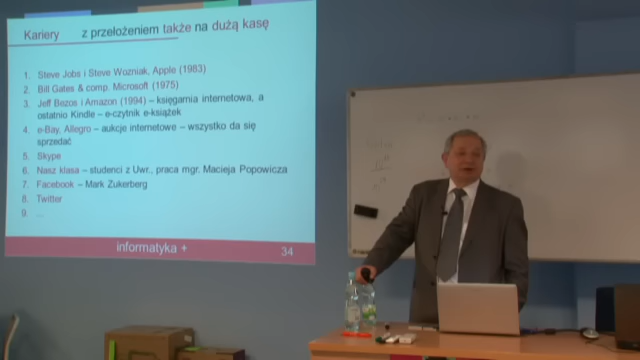 Kariery z przełożeniem także na dużą kasę
1. Steve Jobs i Steve Wozniak, Apple (1983)
2. Bill Gates & comp. Microsoft (1975)
3. Jeff Bezos i Amazon (1994) – księgarnia internetowa, a
ostatnio Kindle – e-czytnik e-książek
4. e-Bay, Allegro – aukcje internetowe – wszystko da się
sprzedać
5. Skype
6. Nasz klasa – studenci z Uwr., praca mgr. Macieja Popowicza
7. Facebook – Mark Zukerberg
8. Twitter
9. ...
informatyka + 34